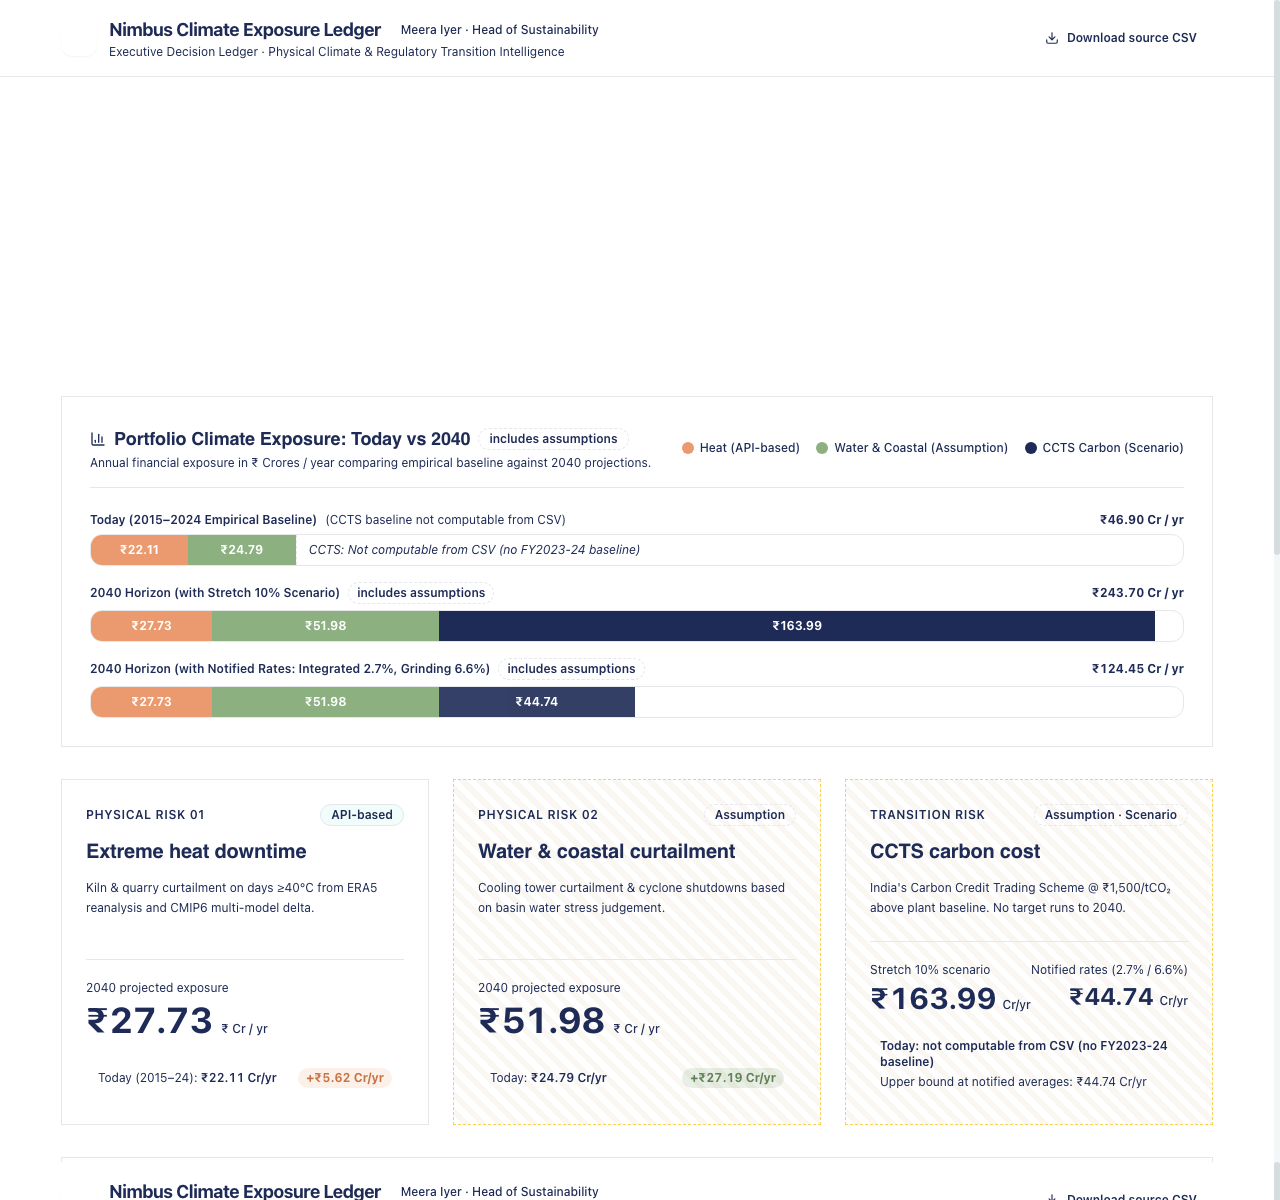 Nimbus Climate Exposure Ledger
Meera Iyer · Head of Sustainability
Executive Decision Ledger · Physical Climate & Regulatory Transition Intelligence
Download source CSV
Portfolio Climate Exposure: Today vs 2040
includes assumptions
Annual financial exposure in ₹ Crores / year comparing empirical baseline against 2040 projections.
Heat (API-based)
Water & Coastal (Assumption)
CCTS Carbon (Scenario)
Today (2015–2024 Empirical Baseline) (CCTS baseline not computable from CSV)
₹46.90 Cr / yr
₹22.11
₹24.79
CCTS: Not computable from CSV (no FY2023-24 baseline)
2040 Horizon (with Stretch 10% Scenario)
includes assumptions
₹243.70 Cr / yr
₹27.73
₹51.98
₹163.99
2040 Horizon (with Notified Rates: Integrated 2.7%, Grinding 6.6%)
includes assumptions
₹124.45 Cr / yr
₹27.73
₹51.98
₹44.74
PHYSICAL RISK 01
API-based
Extreme heat downtime
Kiln & quarry curtailment on days ≥40°C from ERA5
reanalysis and CMIP6 multi-model delta.
2040 projected exposure
₹27.73 ₹ Cr / yr
Today (2015–24): ₹22.11 Cr/yr
+₹5.62 Cr/yr
PHYSICAL RISK 02
Assumption
Water & coastal curtailment
Cooling tower curtailment & cyclone shutdowns based
on basin water stress judgement.
2040 projected exposure
₹51.98 ₹ Cr / yr
Today: ₹24.79 Cr/yr
+₹27.19 Cr/yr
TRANSITION RISK
Assumption · Scenario
CCTS carbon cost
India's Carbon Credit Trading Scheme @ ₹1,500/tCO₂
above plant baseline. No target runs to 2040.
Stretch 10% scenario
₹163.99 Cr/yr
Notified rates (2.7% / 6.6%)
₹44.74 Cr/yr
Today: not computable from CSV (no FY2023-24
baseline)
Upper bound at notified averages: ₹44.74 Cr/yr
Nimbus Climate Exposure Ledger
Meera Iyer · Head of Sustainability
Download source CSV